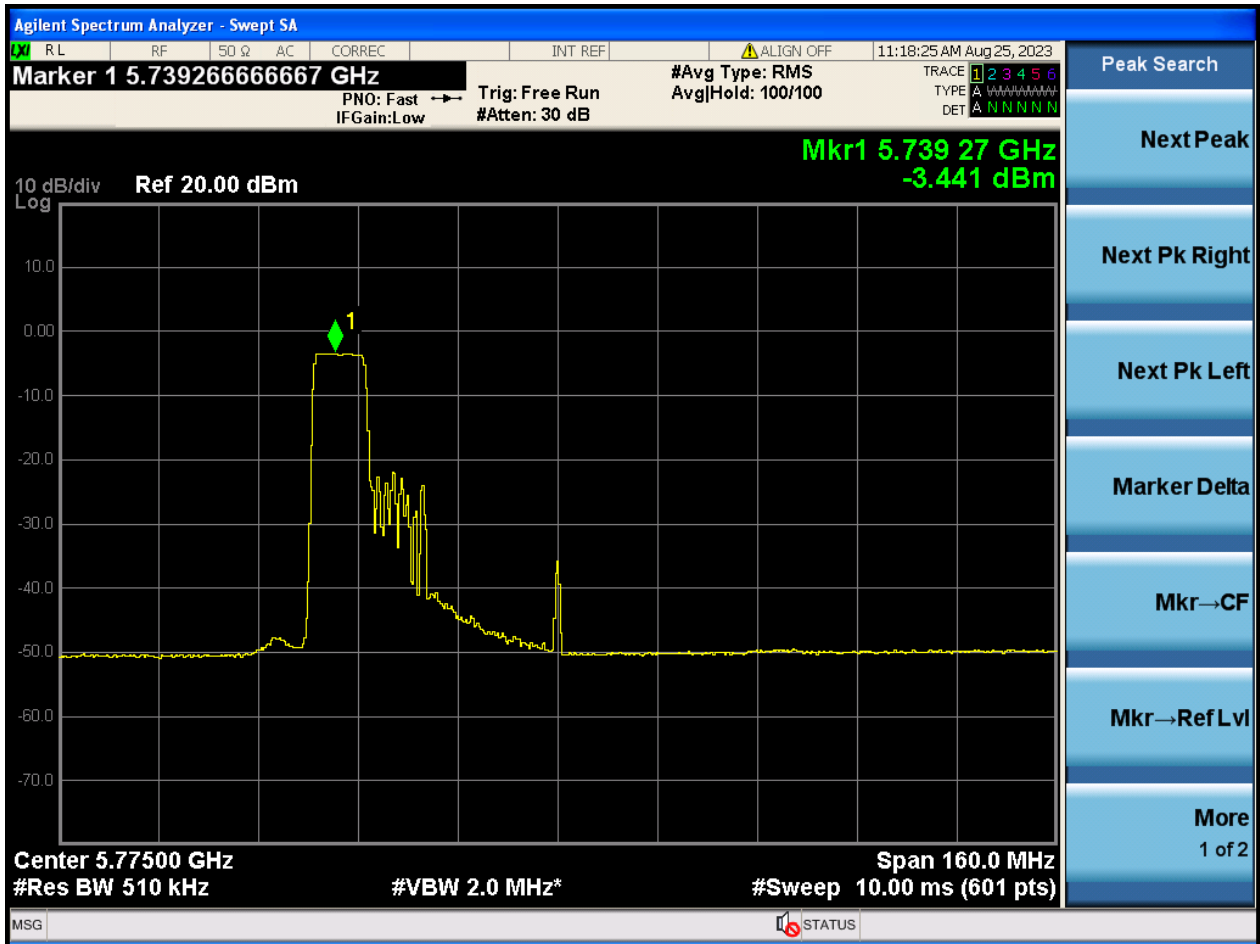 Agilent Spectrum Analyzer - Swept SA
LXI RL RF 50 Ω AC CORREC INT REF ALIGN OFF 11:18:25 AM Aug 25, 2023
Marker 1 5.739266666667 GHz
PNO: Fast
IFGain:Low
Trig: Free Run
#Atten: 30 dB
#Avg Type: RMS
Avg|Hold: 100/100
TRACE 1 2 3 4 5 6
TYPE A WWWWW
DET A N N N N N
Mkr1 5.739 27 GHz
-3.441 dBm
10 dB/div Ref 20.00 dBm
Log
10.0
0.00
1
-10.0
-20.0
-30.0
-40.0
-50.0
-60.0
-70.0
Center 5.77500 GHz Span 160.0 MHz
#Res BW 510 kHz #VBW 2.0 MHz* #Sweep 10.00 ms (601 pts)
MSG STATUS
Peak Search
Next Peak
Next Pk Right
Next Pk Left
Marker Delta
Mkr→CF
Mkr→Ref Lvl
More
1 of 2